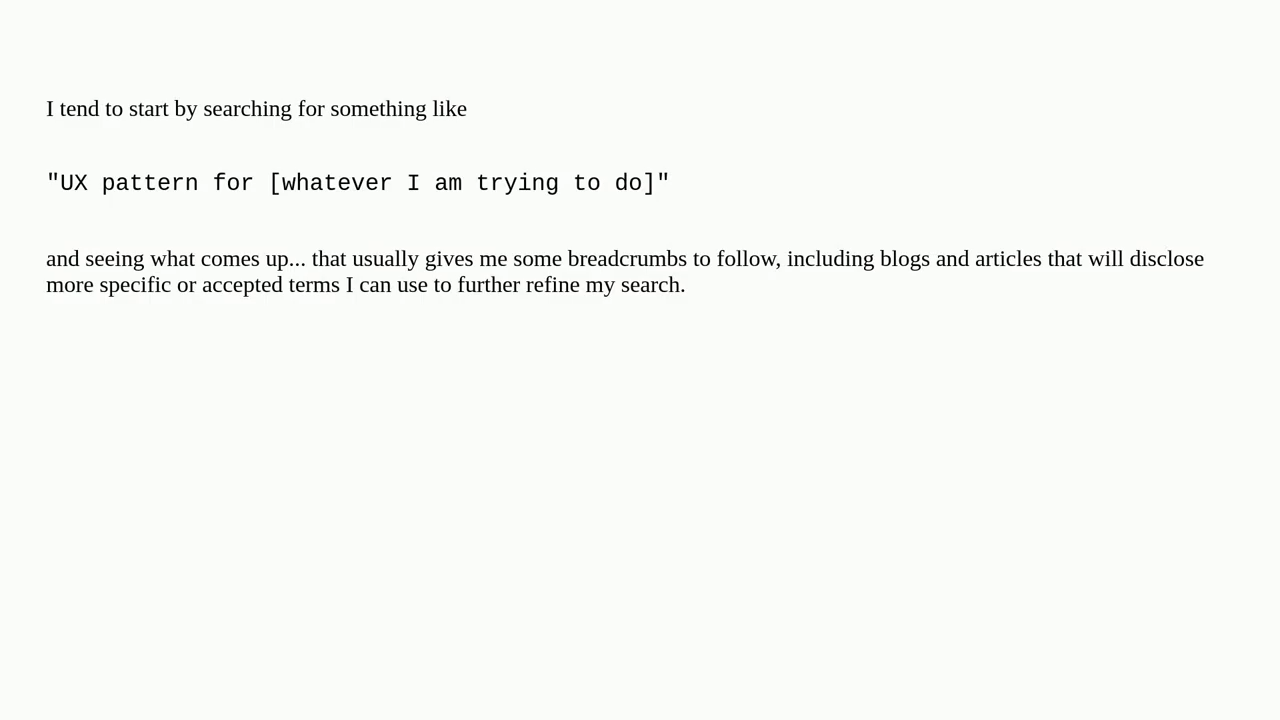 I tend to start by searching for something like
"UX pattern for [whatever I am trying to do]"
and seeing what comes up... that usually gives me some breadcrumbs to follow, including blogs and articles that will disclose
more specific or accepted terms I can use to further refine my search.